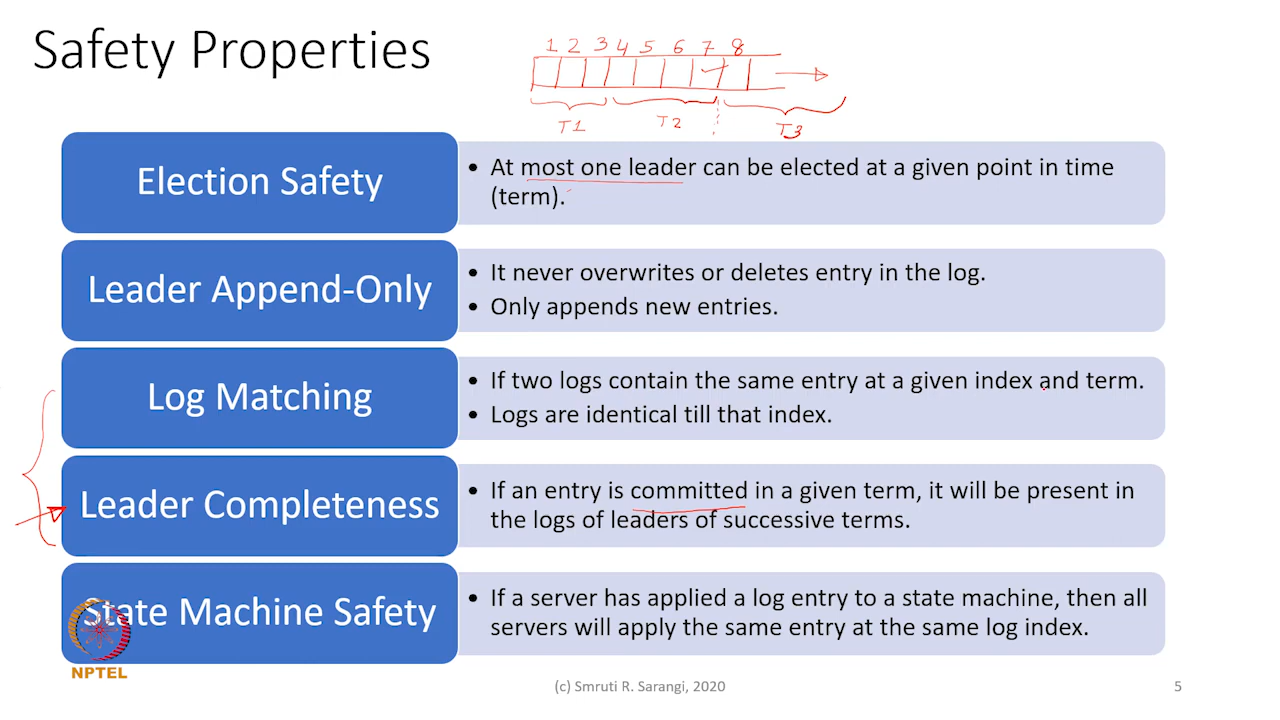 Safety Properties
1 2 3 4 5 6 7 8
T1 T2 T3
Election Safety
• At most one leader can be elected at a given point in time
(term).
Leader Append-Only
• It never overwrites or deletes entry in the log.
• Only appends new entries.
Log Matching
• If two logs contain the same entry at a given index and term.
• Logs are identical till that index.
Leader Completeness
• If an entry is committed in a given term, it will be present in
the logs of leaders of successive terms.
State Machine Safety
• If a server has applied a log entry to a state machine, then all
servers will apply the same entry at the same log index.
NPTEL
(c) Smruti R. Sarangi, 2020
5